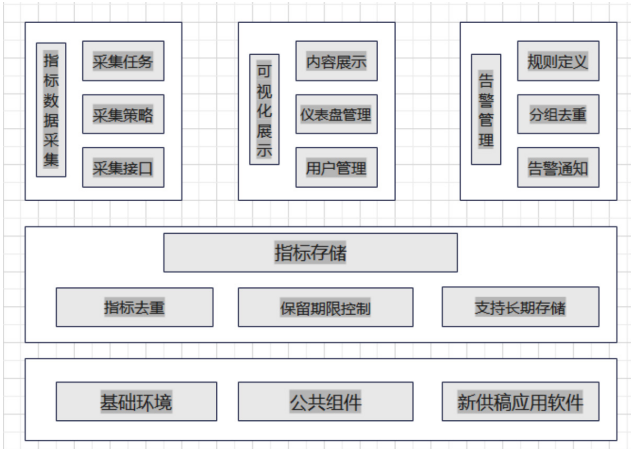 指标数据采集
采集任务
采集策略
采集接口
可视化展示
内容展示
仪表盘管理
用户管理
告警管理
规则定义
分组去重
告警通知
指标存储
指标去重
保留期限控制
支持长期存储
基础环境
公共组件
新供稿应用软件